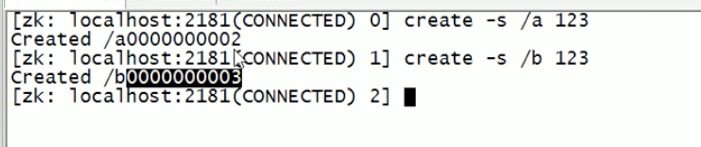 [zk: localhost:2181(CONNECTED) 0] create -s /a 123
Created /a0000000002
[zk: localhost:2181(CONNECTED) 1] create -s /b 123
Created /b0000000003
[zk: localhost:2181(CONNECTED) 2]